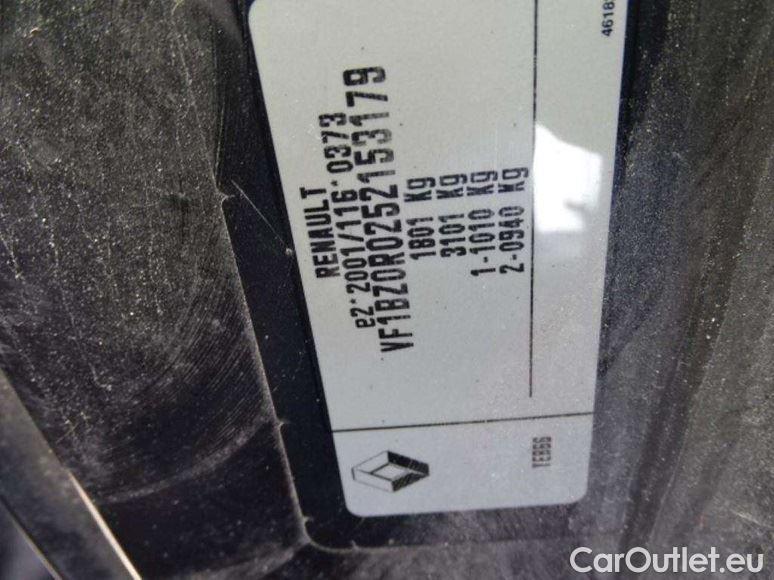 RENAULT
e2*2001/116*0373
VF1BZ0R0252153179
1801 Kg
3101 Kg
1-1010 Kg
2-0940 Kg
TEB66
CarOutlet.eu